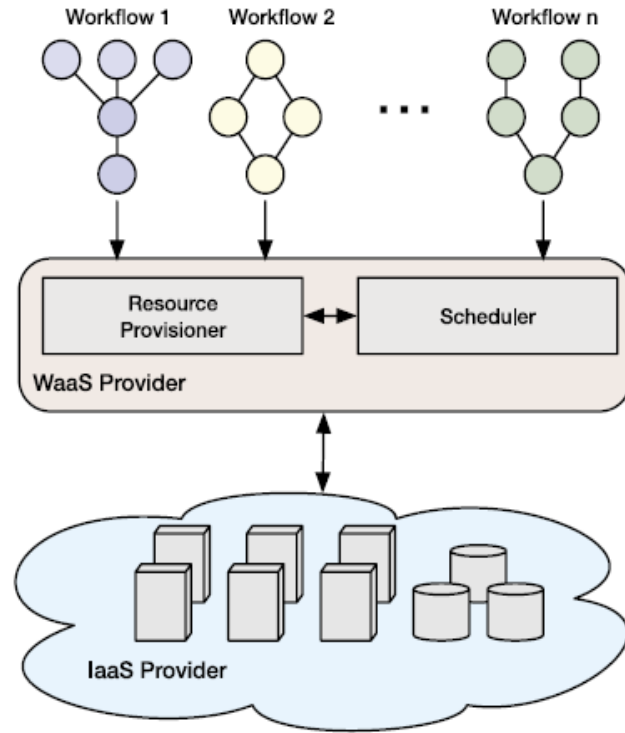 Workflow 1
Workflow 2
Workflow n
...
Resource
Provisioner
Scheduler
WaaS Provider
IaaS Provider